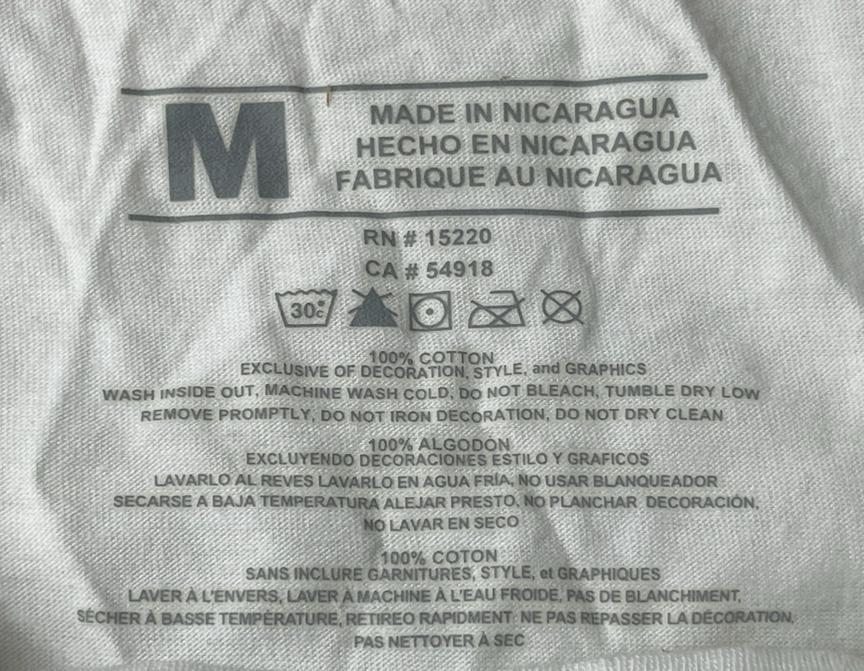 M
MADE IN NICARAGUA
HECHO EN NICARAGUA
FABRIQUE AU NICARAGUA
RN # 15220
CA # 54918
30c
100% COTTON
EXCLUSIVE OF DECORATION, STYLE, and GRAPHICS
WASH INSIDE OUT, MACHINE WASH COLD, DO NOT BLEACH, TUMBLE DRY LOW
REMOVE PROMPTLY, DO NOT IRON DECORATION, DO NOT DRY CLEAN
100% ALGODÓN
EXCLUYENDO DECORACIONES ESTILO Y GRAFICOS
LAVARLO AL REVES LAVARLO EN AGUA FRÍA, NO USAR BLANQUEADOR
SECARSE A BAJA TEMPERATURA ALEJAR PRESTO, NO PLANCHAR DECORACIÓN,
NO LAVAR EN SECO
100% COTON
SANS INCLURE GARNITURES, STYLE, et GRAPHIQUES
LAVER À L'ENVERS, LAVER À MACHINE À L'EAU FROIDE, PAS DE BLANCHIMENT,
SÉCHER À BASSE TEMPÉRATURE, RETIREO RAPIDMENT NE PAS REPASSER LA DÉCORATION,
PAS NETTOYER À SEC